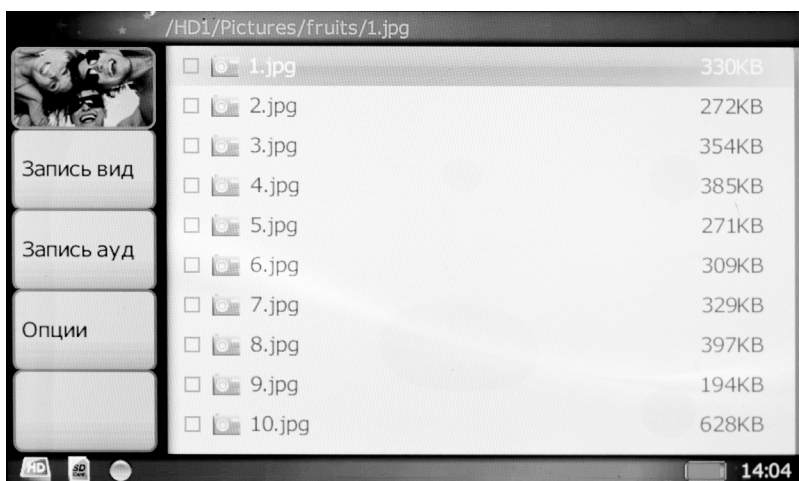 /HD1/Pictures/fruits/1.jpg
1.jpg 330KB
2.jpg 272KB
3.jpg 354KB
Запись вид
4.jpg 385KB
5.jpg 271KB
Запись ауд
6.jpg 309KB
7.jpg 329KB
Опции
8.jpg 397KB
9.jpg 194KB
10.jpg 628KB
HD SD CARD 14:04